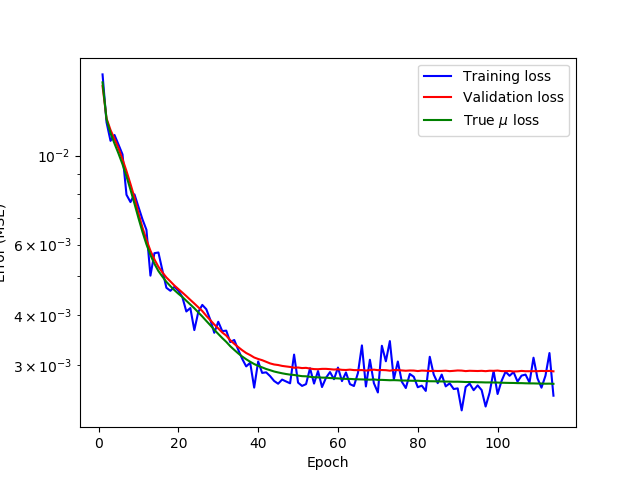 Training loss
Validation loss
True μ loss
10⁻²
6 × 10⁻³
4 × 10⁻³
3 × 10⁻³
(MSE)
0 20 40 60 80 100
Epoch